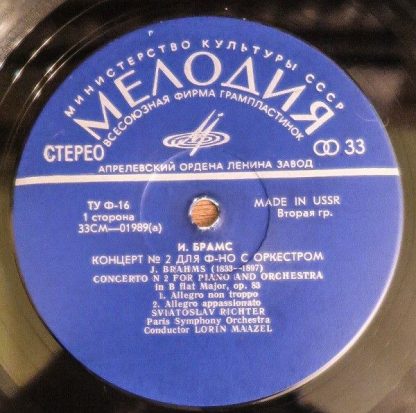 МИНИСТЕРСТВО КУЛЬТУРЫ СССР
МЕЛОДИЯ
ВСЕСОЮЗНАЯ ФИРМА ГРАМПЛАСТИНОК
СТЕРЕО
33
АПРЕЛЕВСКИЙ ОРДЕНА ЛЕНИНА ЗАВОД
ТУ Ф-16
1 сторона
33СМ—01989(а)
MADE IN USSR
Вторая гр.
И. БРАМС
КОНЦЕРТ № 2 ДЛЯ Ф-НО С ОРКЕСТРОМ
J. BRAHMS (1833—1897)
CONCERTO N 2 FOR PIANO AND ORCHESTRA
in B flat Major, op. 83
1. Allegro non troppo
2. Allegro appassionato
SVIATOSLAV RICHTER
Paris Symphony Orchestra
Conductor LORIN MAAZEL